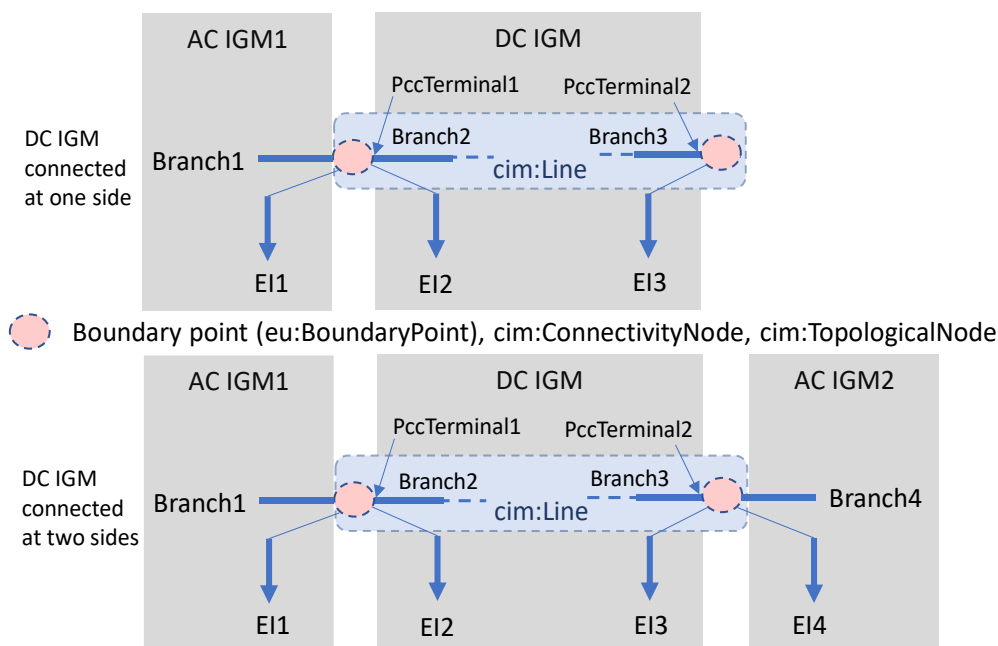 AC IGM1
DC IGM
PccTerminal1
PccTerminal2
DC IGM
connected
at one side
Branch1
Branch2
Branch3
cim:Line
EI1
EI2
EI3
Boundary point (eu:BoundaryPoint), cim:ConnectivityNode, cim:TopologicalNode
AC IGM1
DC IGM
AC IGM2
PccTerminal1
PccTerminal2
DC IGM
connected
at two sides
Branch1
Branch2
Branch3
Branch4
cim:Line
EI1
EI2
EI3
EI4